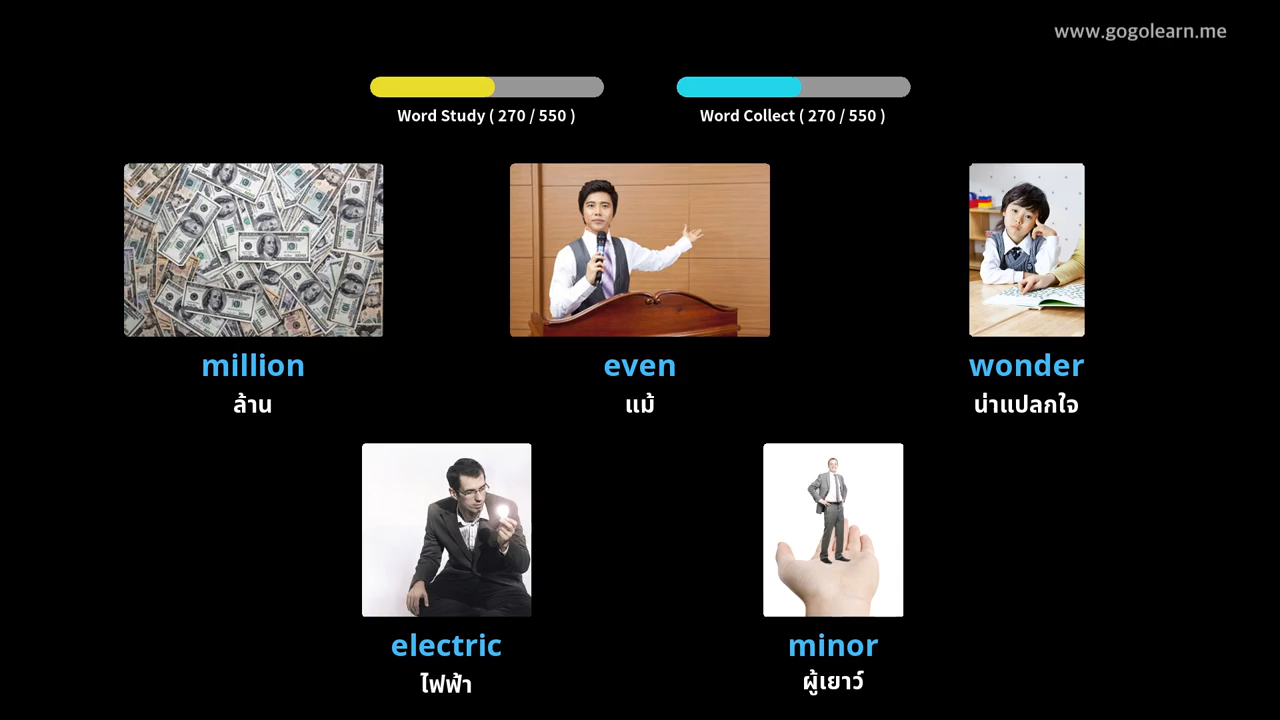 www.gogolearn.me
Word Study ( 270 / 550 )
Word Collect ( 270 / 550 )
million
ล้าน
even
แม้
wonder
น่าแปลกใจ
electric
ไฟฟ้า
minor
ผู้เยาว์